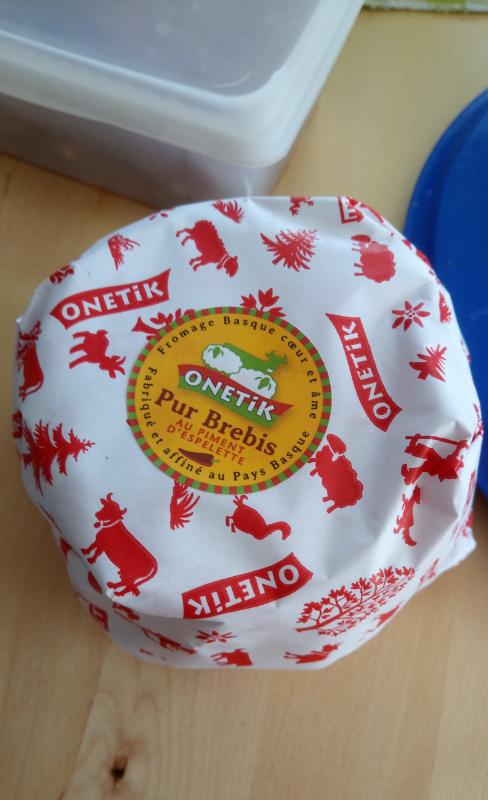 ONETiK
Fromage Basque cœur et âme
ONETiK
Pur Brebis
AU PIMENT
D'ESPELETTE
Fabriqué et affiné au Pays Basque
ONETiK
ONETiK